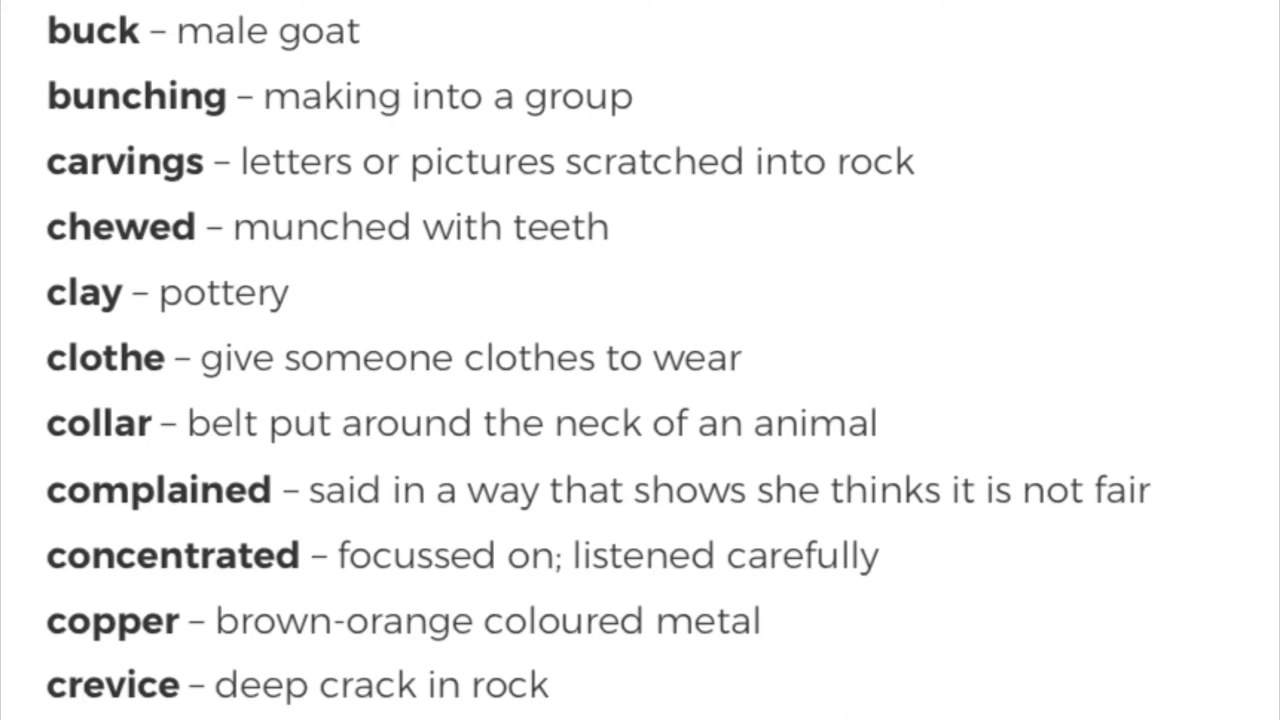 buck – male goat
bunching – making into a group
carvings – letters or pictures scratched into rock
chewed – munched with teeth
clay – pottery
clothe – give someone clothes to wear
collar – belt put around the neck of an animal
complained – said in a way that shows she thinks it is not fair
concentrated – focussed on; listened carefully
copper – brown-orange coloured metal
crevice – deep crack in rock